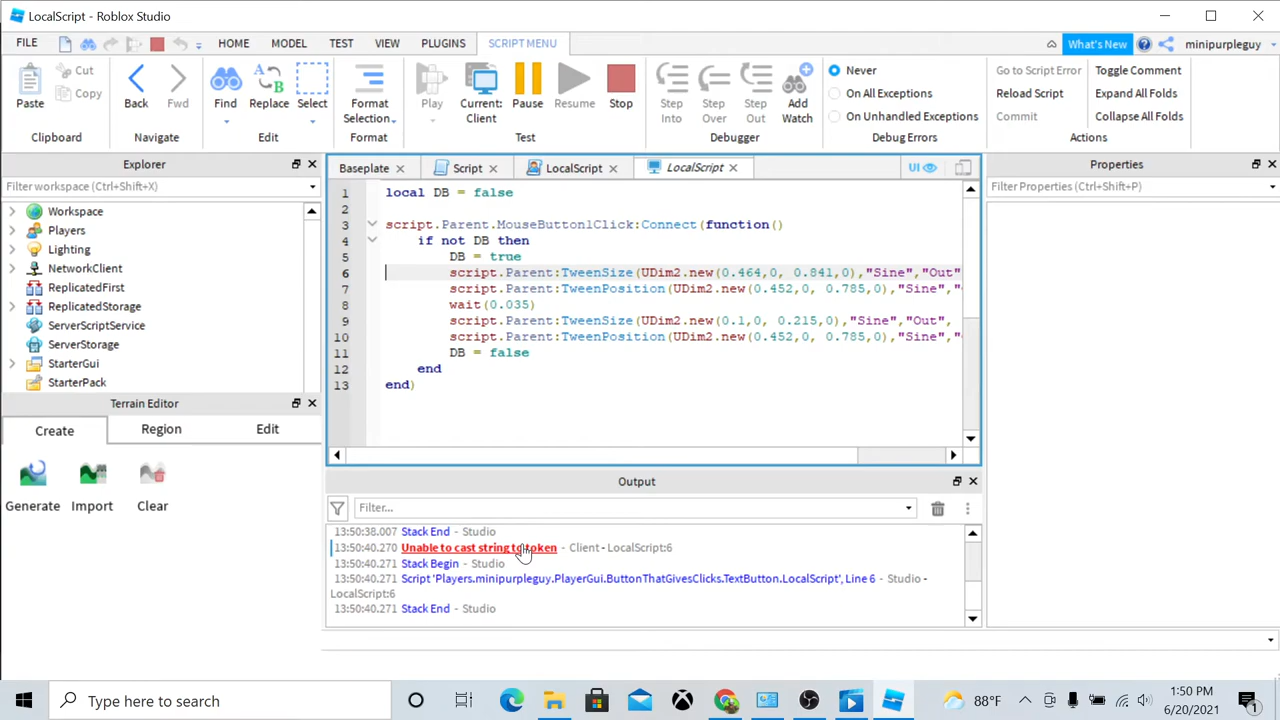 LocalScript - Roblox Studio
FILE
HOME
MODEL
TEST
VIEW
PLUGINS
SCRIPT MENU
What's New
minipurpleguy
Paste
Cut
Copy
Clipboard
Back
Fwd
Navigate
Find
Replace
Select
Edit
Format
Selection
Format
Play
Current:
Client
Pause
Resume
Stop
Test
Step
Into
Step
Over
Step
Out
Add
Watch
Debugger
Never
On All Exceptions
On Unhandled Exceptions
Debug Errors
Go to Script Error
Reload Script
Commit
Toggle Comment
Expand All Folds
Collapse All Folds
Actions
Explorer
Filter workspace (Ctrl+Shift+X)
Workspace
Players
Lighting
NetworkClient
ReplicatedFirst
ReplicatedStorage
ServerScriptService
ServerStorage
StarterGui
StarterPack
Terrain Editor
Create
Region
Edit
Generate
Import
Clear
Baseplate
Script
LocalScript
LocalScript
UI
1 local DB = false
2
3 script.Parent.MouseButton1Click:Connect(function()
4 if not DB then
5 DB = true
6 script.Parent:TweenSize(UDim2.new(0.464,0, 0.841,0),"Sine","Out"
7 script.Parent:TweenPosition(UDim2.new(0.452,0, 0.785,0),"Sine","
8 wait(0.035)
9 script.Parent:TweenSize(UDim2.new(0.1,0, 0.215,0),"Sine","Out",
10 script.Parent:TweenPosition(UDim2.new(0.452,0, 0.785,0),"Sine","
11 DB = false
12 end
13 end)
Output
Filter...
13:50:38.007 Stack End - Studio
13:50:40.270 Unable to cast string to token - Client - LocalScript:6
13:50:40.271 Stack Begin - Studio
13:50:40.271 Script 'Players.minipurpleguy.PlayerGui.ButtonThatGivesClicks.TextButton.LocalScript', Line 6 - Studio -
LocalScript:6
13:50:40.271 Stack End - Studio
Properties
Filter Properties (Ctrl+Shift+P)
Type here to search
88°F
1:50 PM
6/20/2021
1